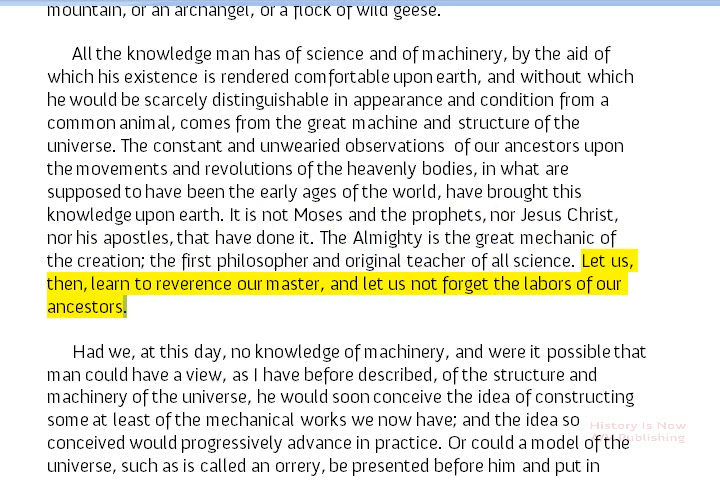 mountain, or an archangel, or a flock of wild geese.
All the knowledge man has of science and of machinery, by the aid of
which his existence is rendered comfortable upon earth, and without which
he would be scarcely distinguishable in appearance and condition from a
common animal, comes from the great machine and structure of the
universe. The constant and unwearied observations of our ancestors upon
the movements and revolutions of the heavenly bodies, in what are
supposed to have been the early ages of the world, have brought this
knowledge upon earth. It is not Moses and the prophets, nor Jesus Christ,
nor his apostles, that have done it. The Almighty is the great mechanic of
the creation; the first philosopher and original teacher of all science. Let us,
then, learn to reverence our master, and let us not forget the labors of our
ancestors.
Had we, at this day, no knowledge of machinery, and were it possible that
man could have a view, as I have before described, of the structure and
machinery of the universe, he would soon conceive the idea of constructing
some at least of the mechanical works we now have; and the idea so
History Is Now
conceived would progressively advance in practice. Or could a model of the
Publishing
universe, such as is called an orrery, be presented before him and put in